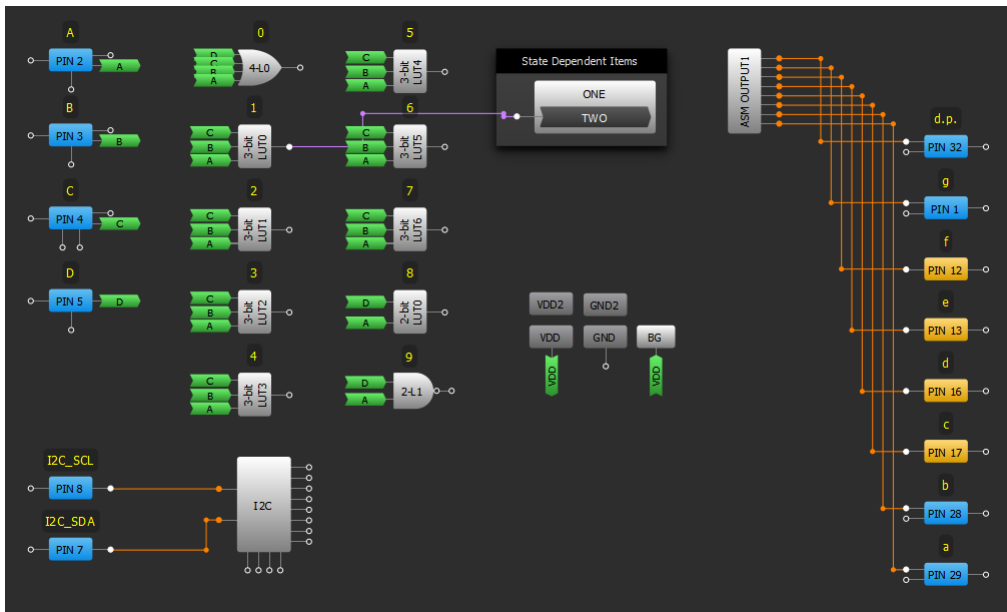 A
PIN 2
A
B
PIN 3
B
C
PIN 4
C
D
PIN 5
D
0
D
C
B
A
4-L0
1
C
B
A
3-bit
LUT0
2
C
B
A
3-bit
LUT1
3
C
B
A
3-bit
LUT2
4
C
B
A
3-bit
LUT3
5
C
B
A
3-bit
LUT4
6
C
B
A
3-bit
LUT5
7
C
B
A
3-bit
LUT6
8
D
A
2-bit
LUT0
9
D
A
2-L1
State Dependent Items
ONE
TWO
VDD2
GND2
VDD
GND
BG
VDD
VDD
I2C_SCL
PIN 8
I2C_SDA
PIN 7
I2C
ASM OUTPUT1
d.p.
PIN 32
g
PIN 1
f
PIN 12
e
PIN 13
d
PIN 16
c
PIN 17
b
PIN 28
a
PIN 29